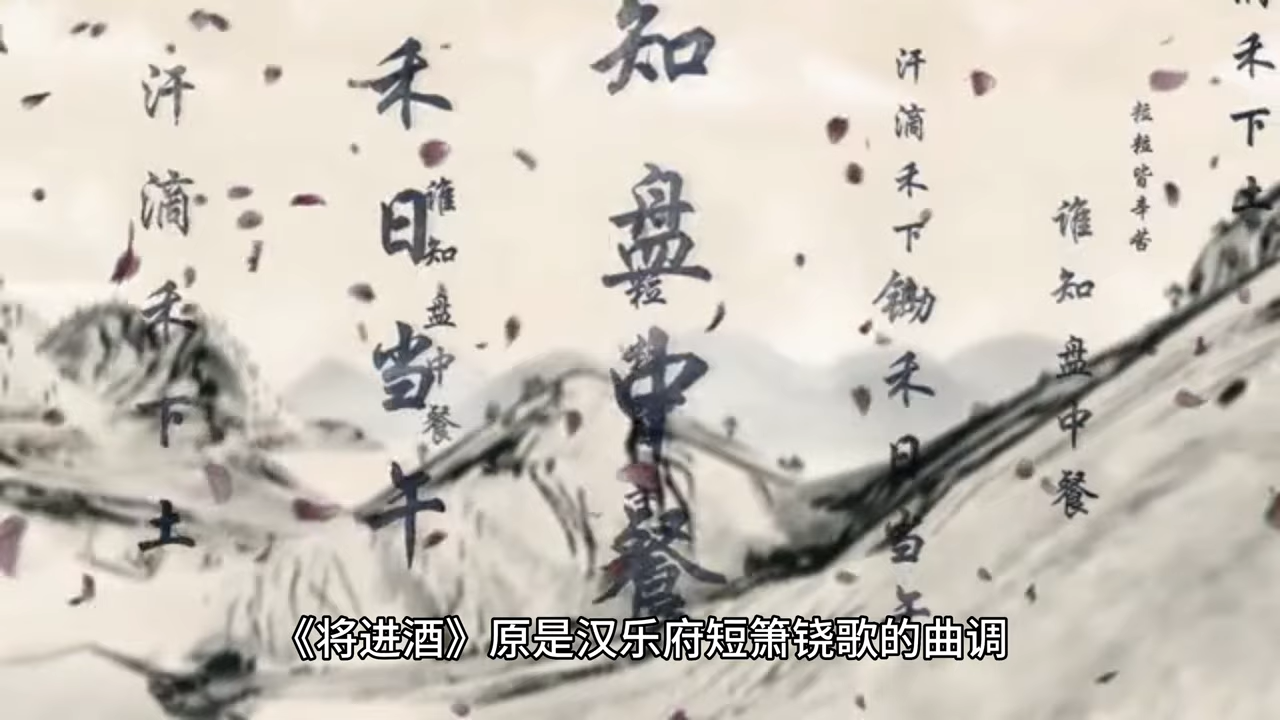 汗滴禾下土
禾日当午
谁知盘中餐
知盘中餐
汗滴禾下锄禾日当午
谁知盘中餐
粒粒皆辛苦
禾下土
《将进酒》原是汉乐府短箫铙歌的曲调